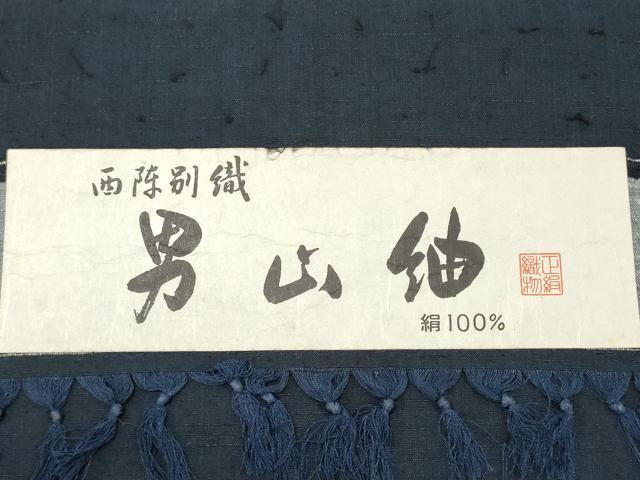 西陣別織
男山紬
絹100%
正絹
織物